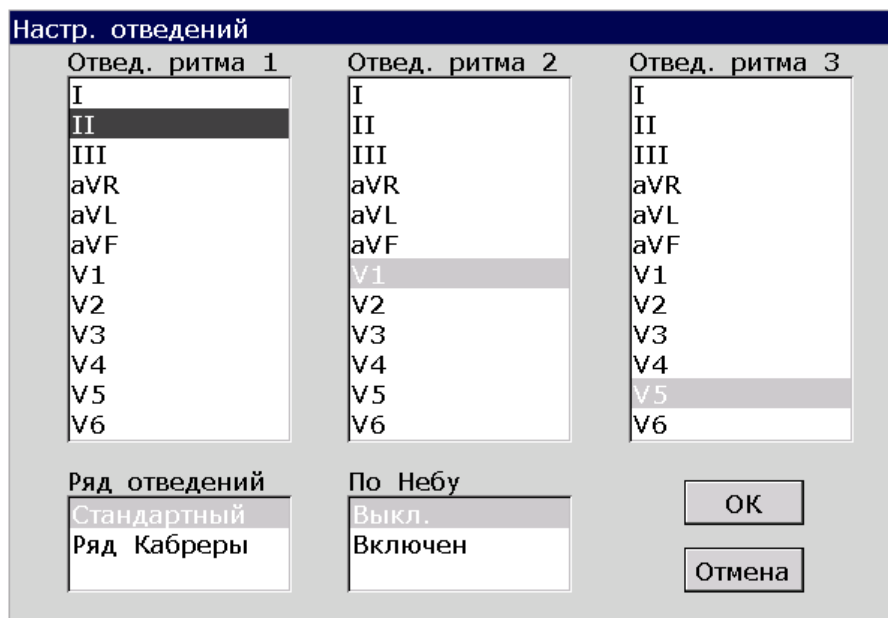 Настр. отведений
Отвед. ритма 1
I
II
III
aVR
aVL
aVF
V1
V2
V3
V4
V5
V6
Отвед. ритма 2
I
II
III
aVR
aVL
aVF
V1
V2
V3
V4
V5
V6
Отвед. ритма 3
I
II
III
aVR
aVL
aVF
V1
V2
V3
V4
V5
V6
Ряд отведений
Стандартный
Ряд Кабреры
По Небу
Выкл.
Включен
ОК
Отмена